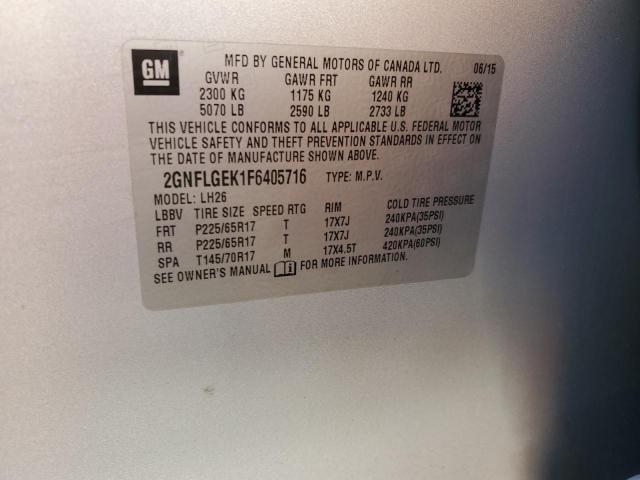 GM
MFD BY GENERAL MOTORS OF CANADA LTD. 06/15
GVWR GAWR FRT GAWR RR
2300 KG 1175 KG 1240 KG
5070 LB 2590 LB 2733 LB
THIS VEHICLE CONFORMS TO ALL APPLICABLE U.S. FEDERAL MOTOR
VEHICLE SAFETY AND THEFT PREVENTION STANDARDS IN EFFECT ON
THE DATE OF MANUFACTURE SHOWN ABOVE.
2GNFLGEK1F6405716 TYPE: M.P.V.
MODEL: LH26
LBBV TIRE SIZE SPEED RTG RIM COLD TIRE PRESSURE
FRT P225/65R17 T 17X7J 240KPA(35PSI)
RR P225/65R17 T 17X7J 240KPA(35PSI)
SPA T145/70R17 M 17X4.5T 420KPA(60PSI)
SEE OWNER'S MANUAL FOR MORE INFORMATION.